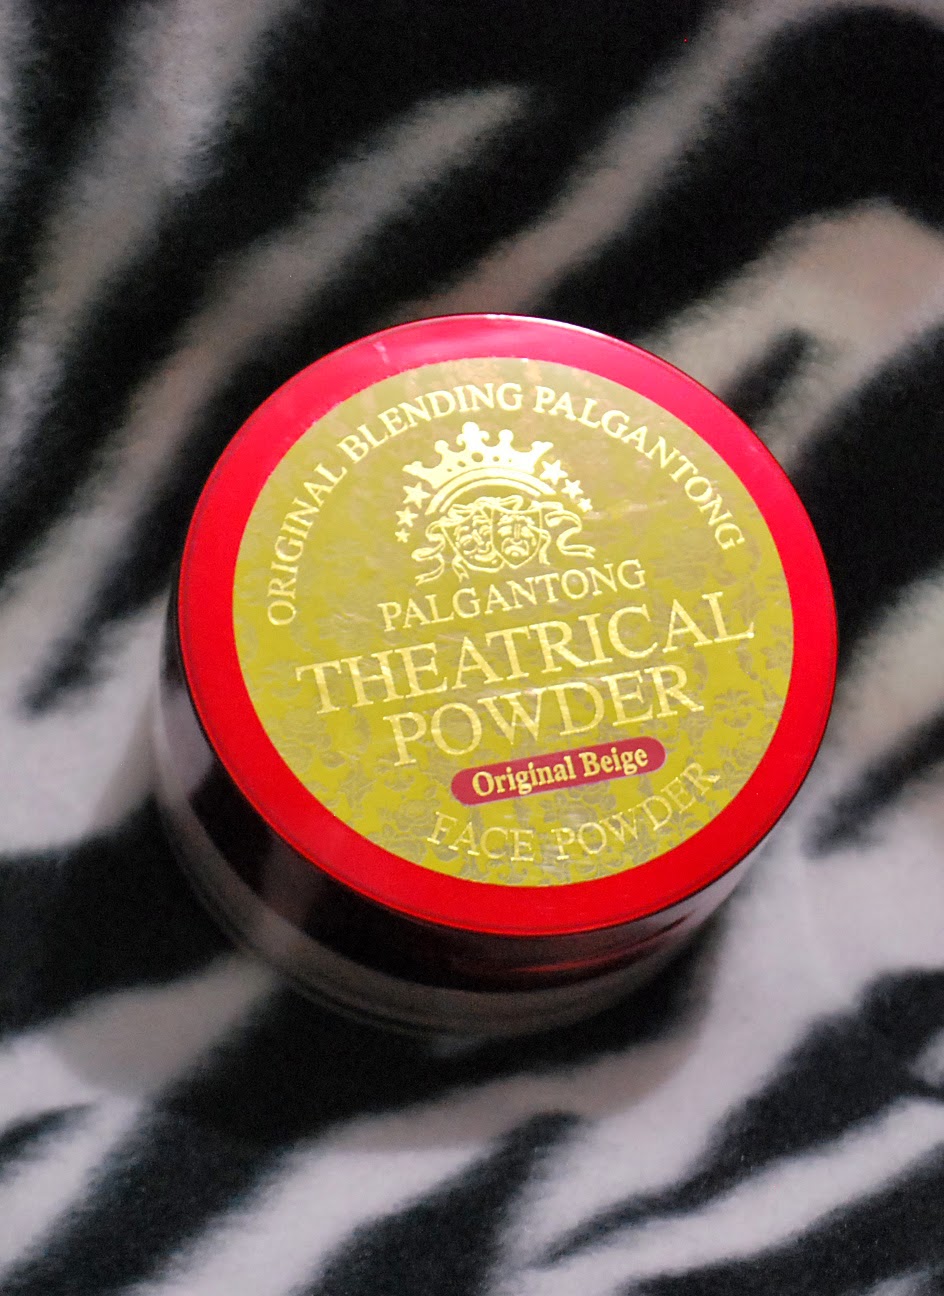 ORIGINAL BLENDING PALGANTONG
PALGANTONG
THEATRICAL
POWDER
Original Beige
FACE POWDER